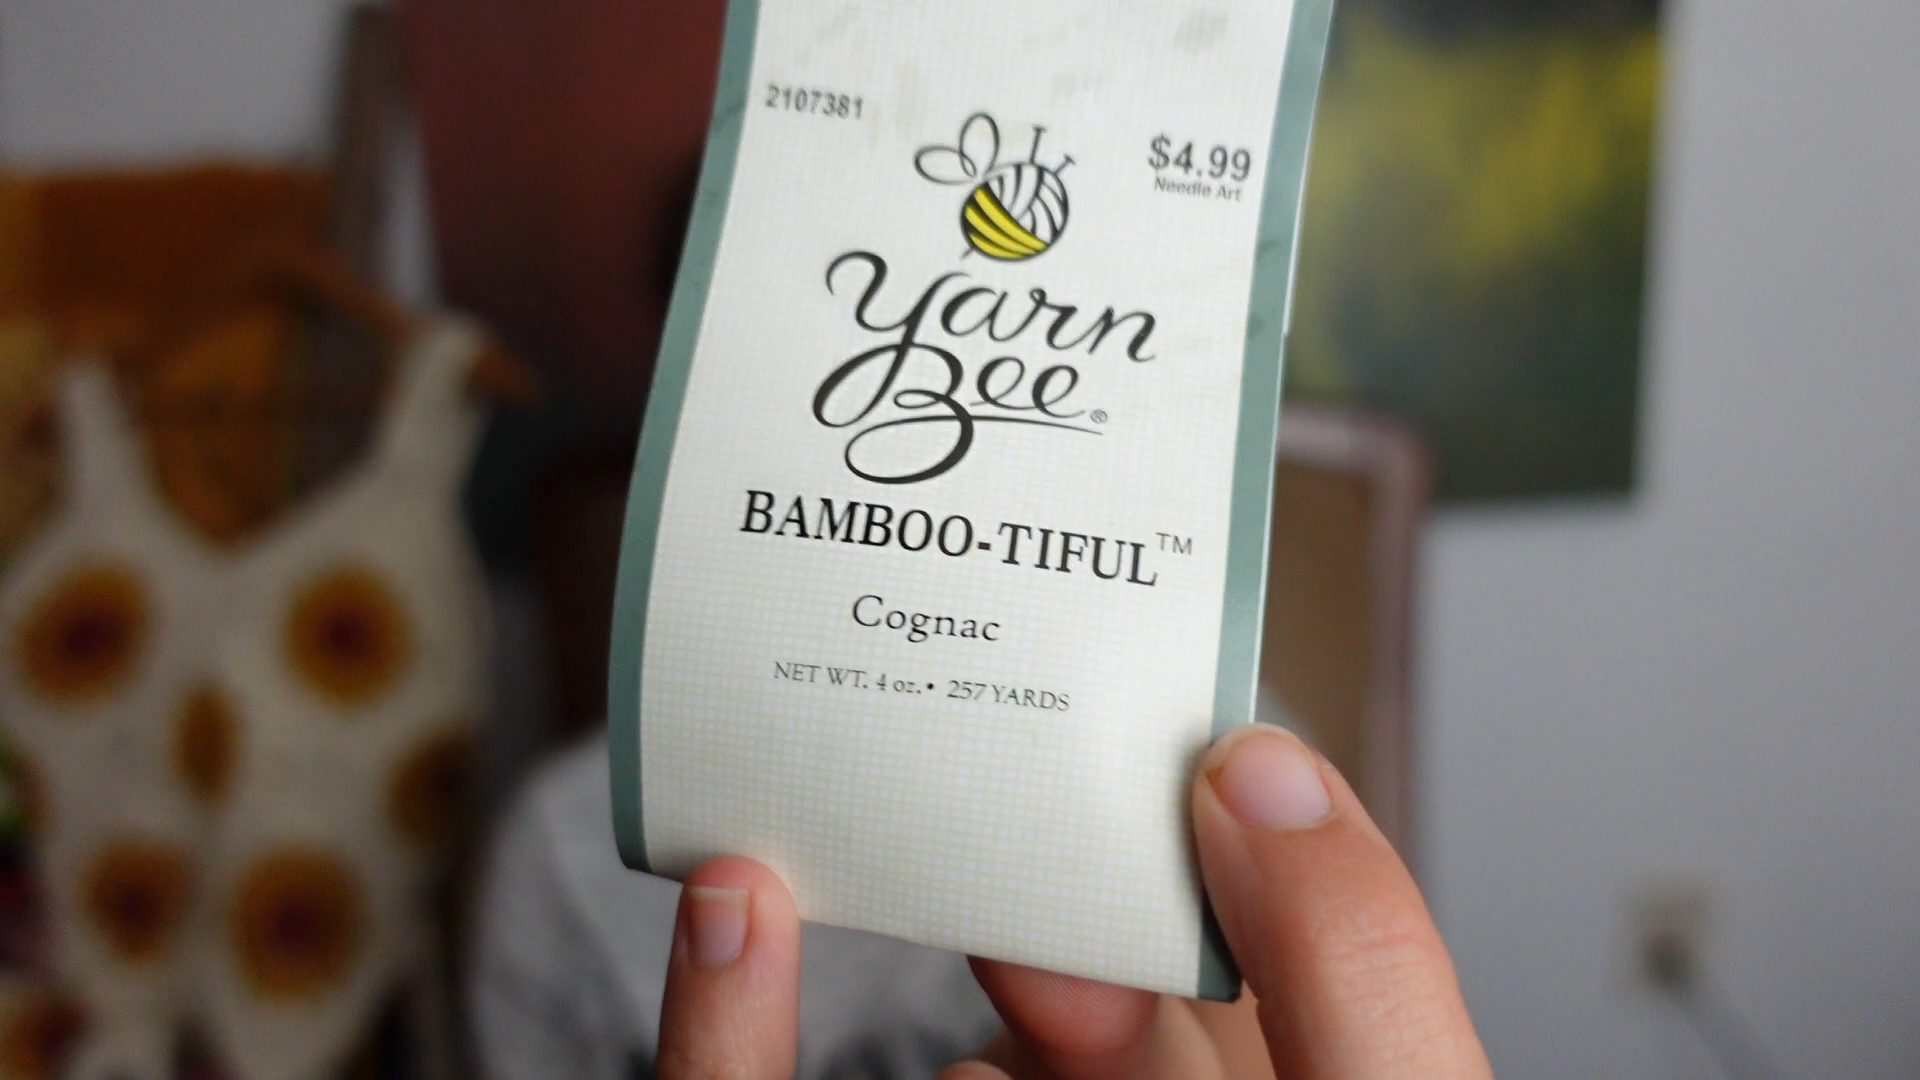 2107381
$4.99
Needle Art
Yarn
Bee®
BAMBOO-TIFUL™
Cognac
NET WT. 4 oz. • 257 YARDS